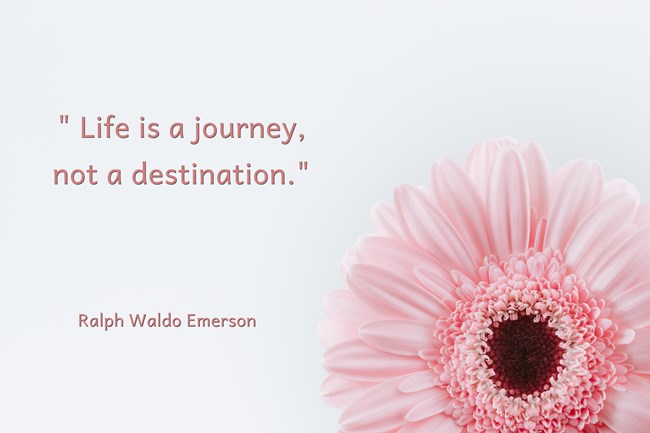 " Life is a journey,
not a destination."
Ralph Waldo Emerson